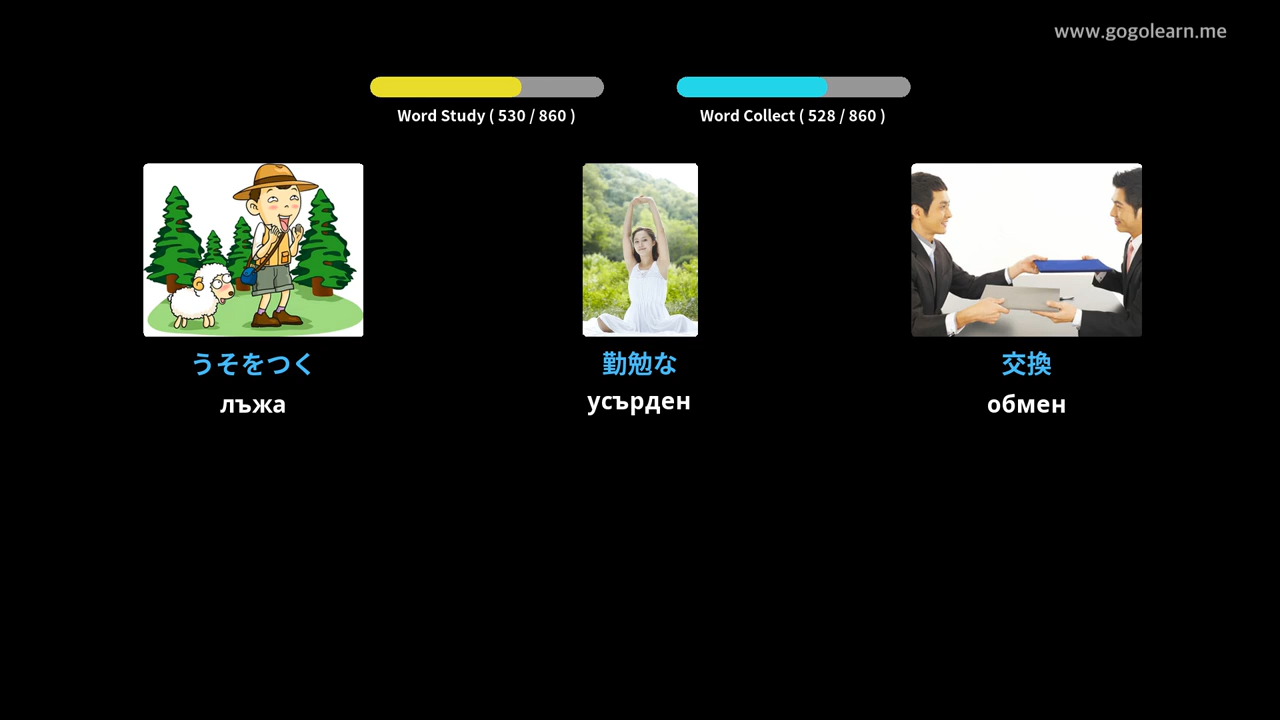 www.gogolearn.me
Word Study ( 530 / 860 )
Word Collect ( 528 / 860 )
うそをつく
лъжа
勤勉な
усърден
交換
обмен